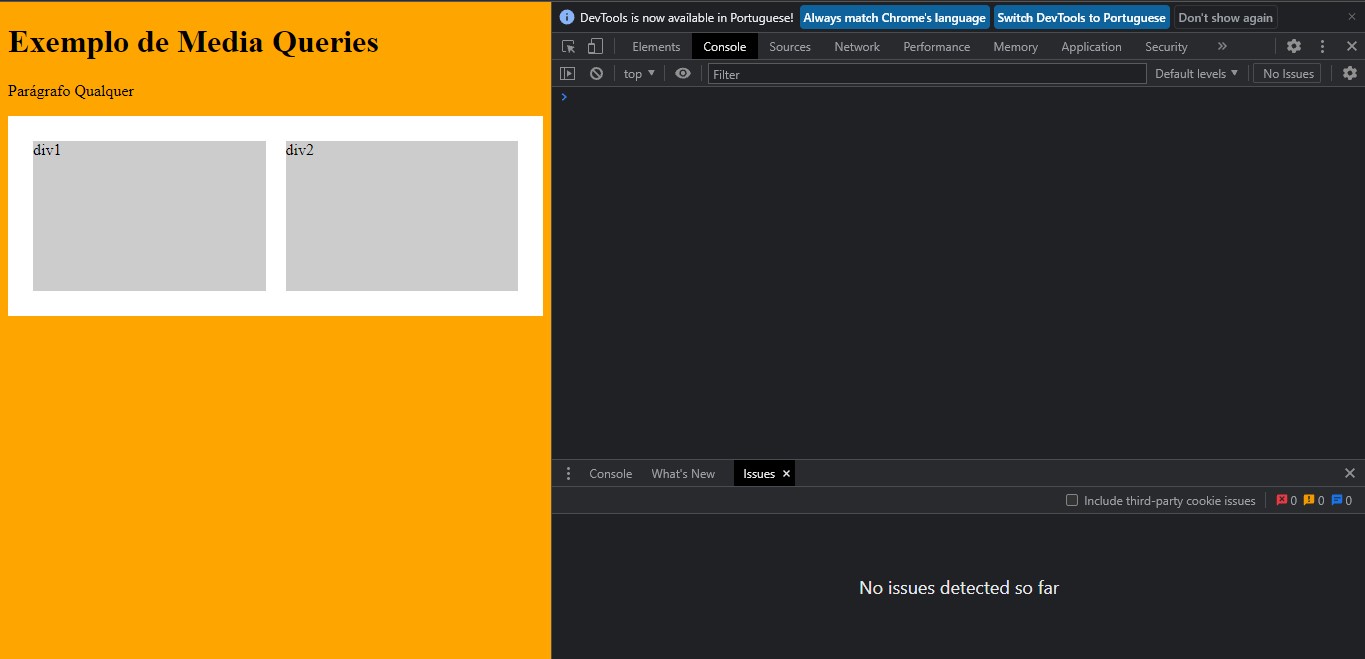 Exemplo de Media Queries
Parágrafo Qualquer
div1 div2
DevTools is now available in Portuguese! Always match Chrome's language Switch DevTools to Portuguese Don't show again
Elements Console Sources Network Performance Memory Application Security
top Filter Default levels No Issues
Console What's New Issues
Include third-party cookie issues 0 0 0
No issues detected so far